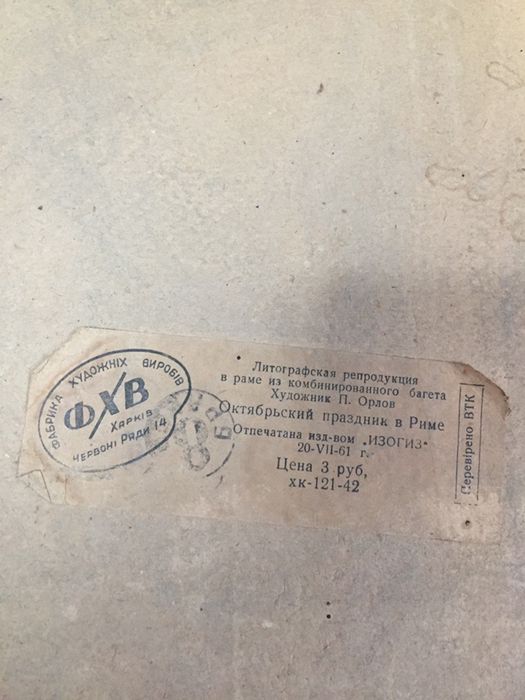 ФАБРИКА ХУДОЖНІХ ВИРОБІВ
ФХВ
ХАРКІВ
ЧЕРВОНІ РЯДИ 14
8
Литографская репродукция
в раме из комбинированного багета
Художник П. Орлов
Октябрьский праздник в Риме
Отпечатана изд-вом „ИЗОГИЗ"
20-VII-61 г.
Цена 3 руб,
хк-121-42
Перевірено ВТК